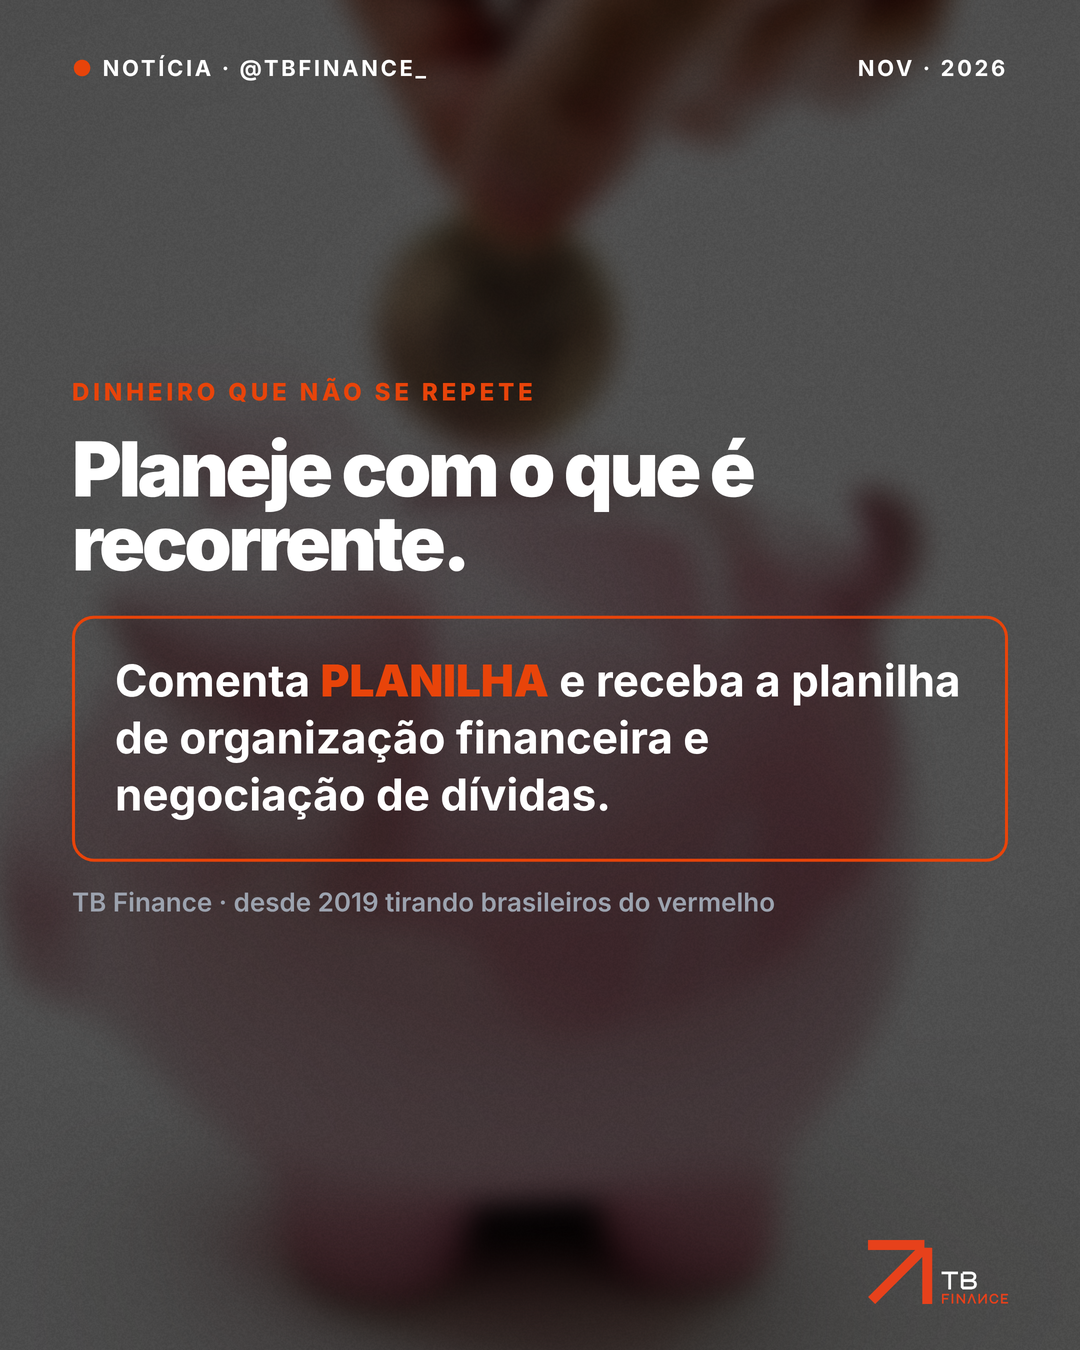 NOTÍCIA · @TBFINANCE_
NOV · 2026
DINHEIRO QUE NÃO SE REPETE
Planeje com o que é
recorrente.
Comenta PLANILHA e receba a planilha
de organização financeira e
negociação de dívidas.
TB Finance · desde 2019 tirando brasileiros do vermelho
TB
FINANCE